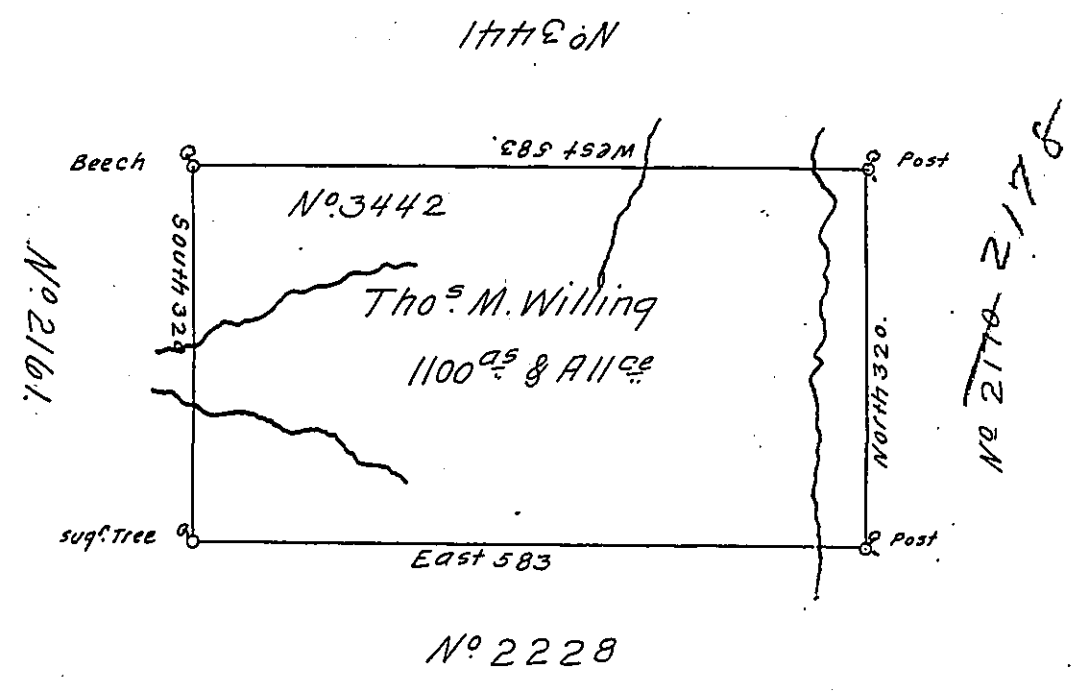 No. 3441
Beech
West 583.
Post
No. 3442
South 320
Thos. M. Willing
1100 as & Allce
No. 2161.
North 320.
No 2170 2178
Sugr. Tree
East 583
Post
No. 2228